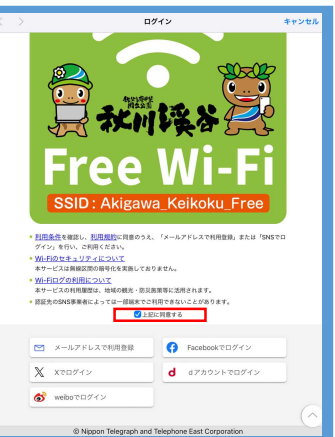 ログイン
キャンセル
秋川渓谷
Free Wi-Fi
SSID : Akigawa_Keikoku_Free
利用条件を確認し、利用規約に同意のうえ、「メールアドレスで利用登録」または「SNSでロ
グイン」を行い、ご利用ください。
Wi-Fiのセキュリティについて
本サービスは無線区間の暗号化を実施しておりません。
Wi-Fiログの利用について
本サービスの利用履歴は、地域の観光・防災施策等に活用されます。
認証先のSNS事業者によっては一部端末でご利用できないことがあります。
上記に同意する
メールアドレスで利用登録
Facebookでログイン
Xでログイン
d アカウントでログイン
weiboでログイン
© Nippon Telegraph and Telephone East Corporation